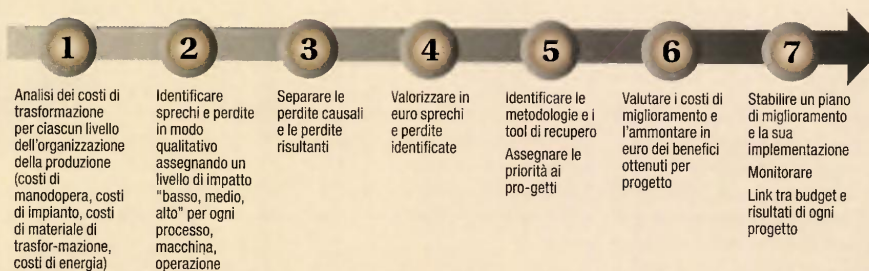 1
Analisi dei costi di
trasformazione
per ciascun livello
dell'organizzazione
della produzione
(costi di
manodopera, costi
di impianto, costi
di materiale di
trasfor-mazione,
costi di energia)
2
Identificare
sprechi e perdite
in modo
qualitativo
assegnando un
livello di impatto
"basso, medio,
alto" per ogni
processo,
macchina,
operazione
3
Separare le
perdite causali
e le perdite
risultanti
4
Valorizzare in
euro sprechi
e perdite
identificate
5
Identificare le
metodologie e i
tool di recupero
Assegnare le
priorità ai
pro-getti
6
Valutare i costi di
miglioramento e
l'ammontare in
euro dei benefici
ottenuti per
progetto
7
Stabilire un piano
di miglioramento
e la sua
implementazione
Monitorare
Link tra budget e
risultati di ogni
progetto